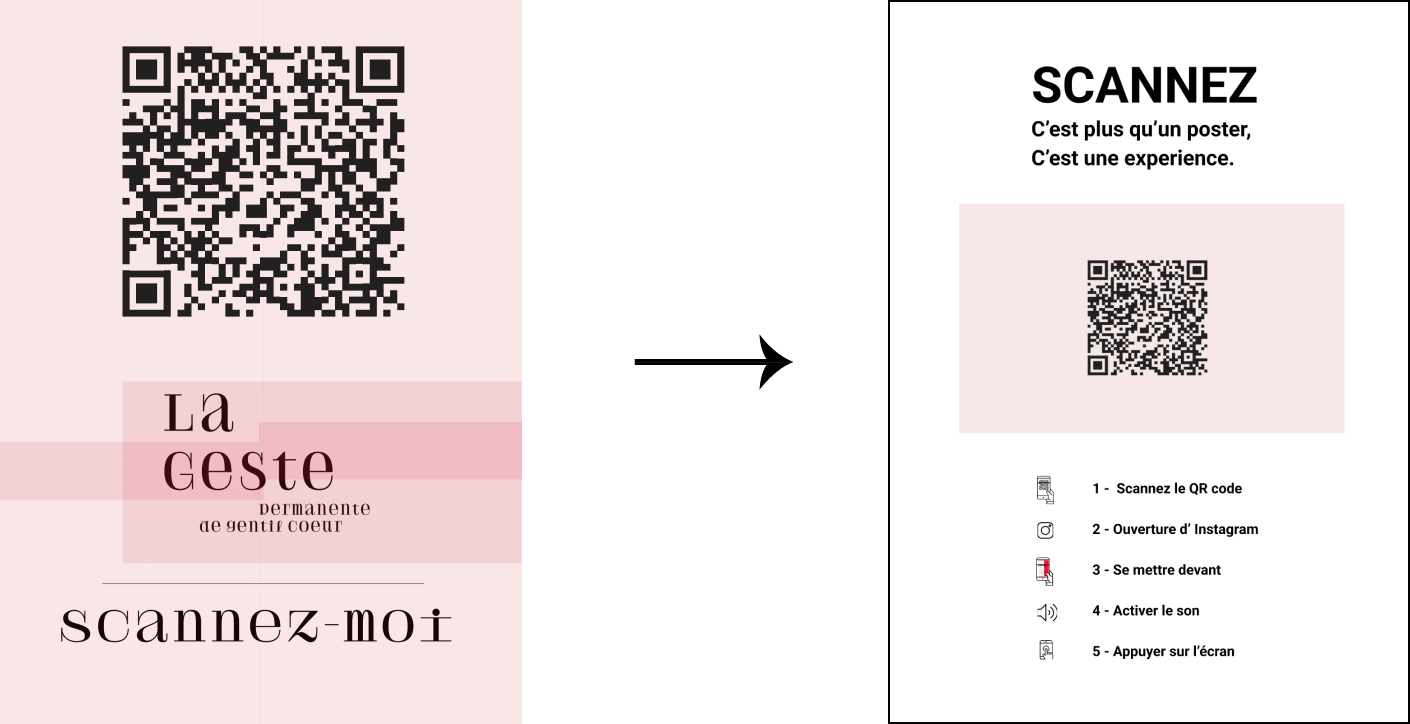 La
Geste
permanente
de gentil coeur
scannez-moi
SCANNEZ
C’est plus qu’un poster,
C’est une experience.
1 - Scannez le QR code
2 - Ouverture d’ Instagram
3 - Se mettre devant
4 - Activer le son
5 - Appuyer sur l’écran